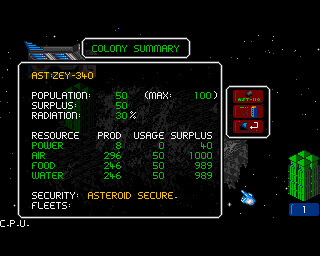 COLONY SUMMARY
AST:ZEY-340
POPULATION: 50 (MAX: 100)
SURPLUS: 50
RADIATION: 30%
RESOURCE PROD USAGE SURPLUS
POWER 8 0 40
AIR 296 50 1000
FOOD 246 50 989
WATER 246 50 989
SECURITY: ASTEROID SECURE.
FLEETS:
1
C.P.U.